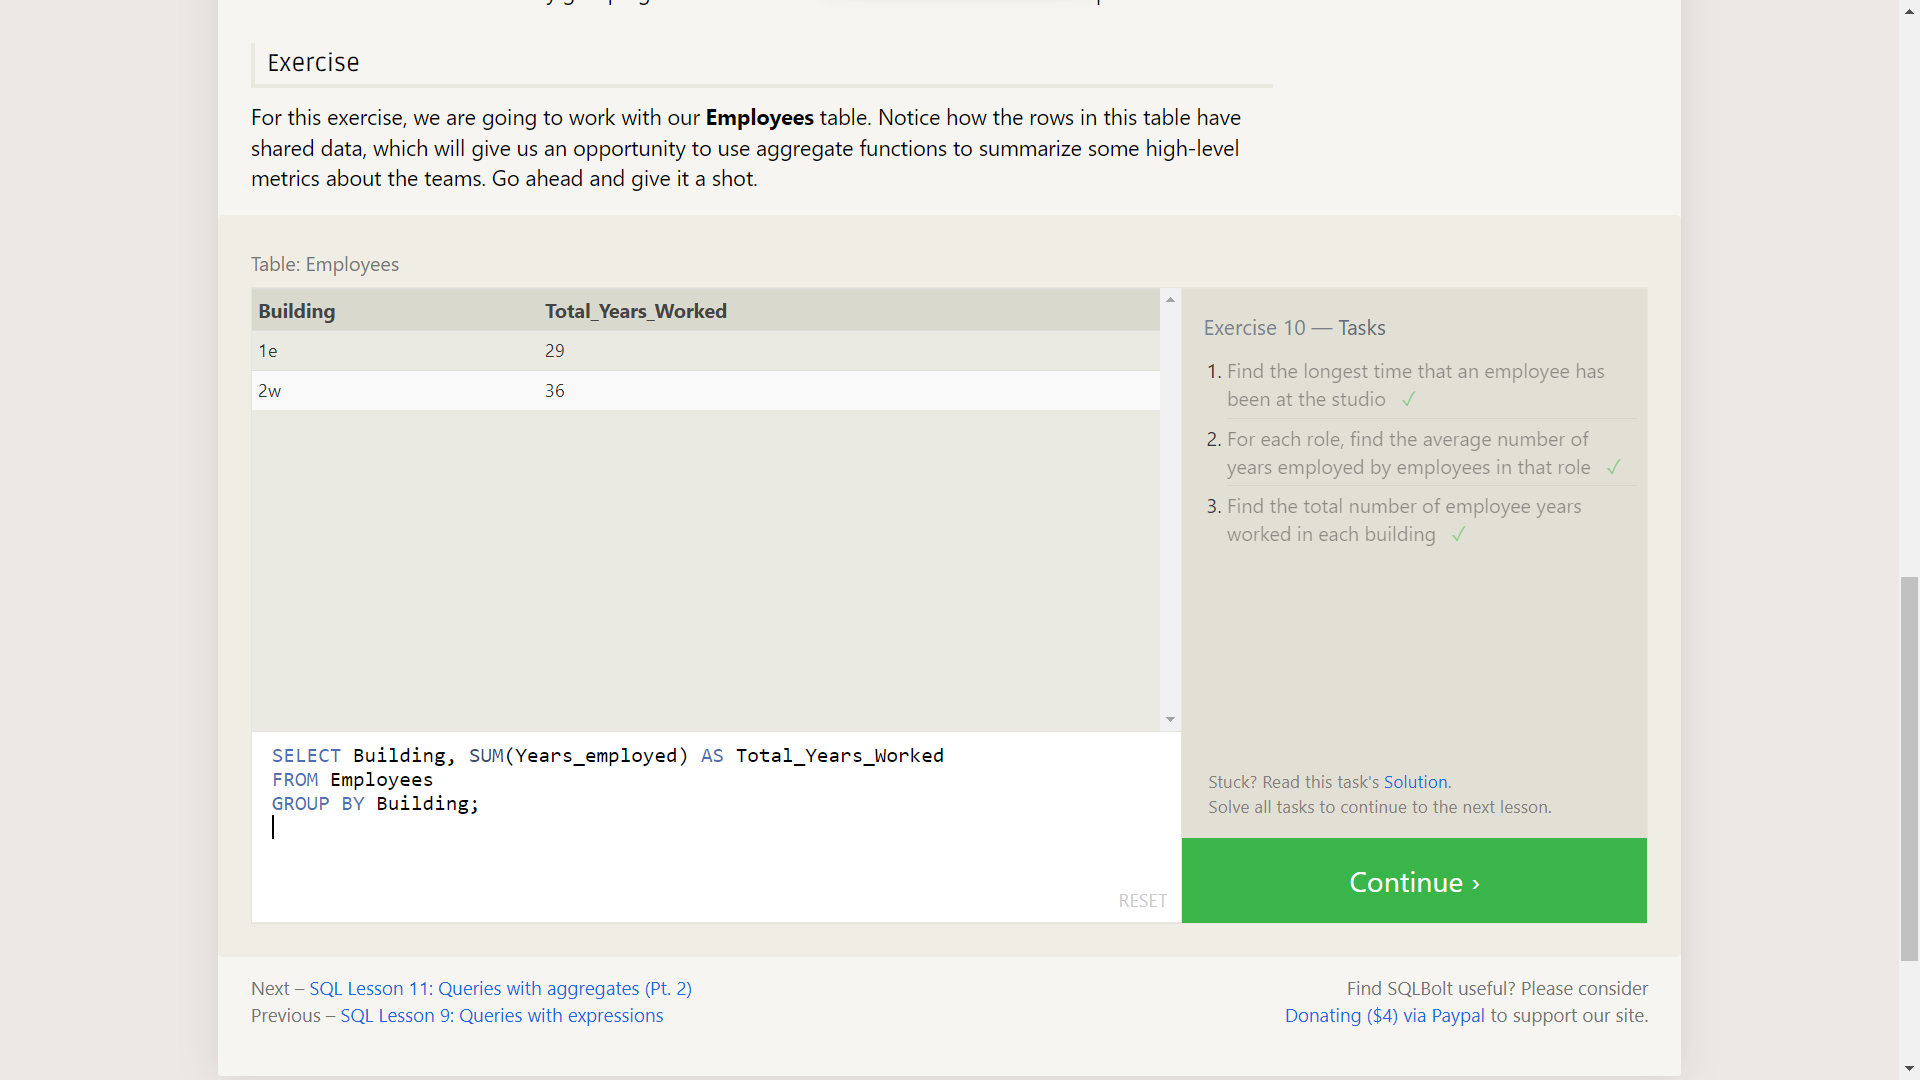 Exercise
For this exercise, we are going to work with our Employees table. Notice how the rows in this table have
shared data, which will give us an opportunity to use aggregate functions to summarize some high-level
metrics about the teams. Go ahead and give it a shot.
Table: Employees
Building Total_Years_Worked
1e 29
2w 36
SELECT Building, SUM(Years_employed) AS Total_Years_Worked
FROM Employees
GROUP BY Building;
RESET
Exercise 10 — Tasks
1. Find the longest time that an employee has
been at the studio ✓
2. For each role, find the average number of
years employed by employees in that role ✓
3. Find the total number of employee years
worked in each building ✓
Stuck? Read this task's Solution.
Solve all tasks to continue to the next lesson.
Continue ›
Next – SQL Lesson 11: Queries with aggregates (Pt. 2)
Previous – SQL Lesson 9: Queries with expressions
Find SQLBolt useful? Please consider
Donating ($4) via Paypal to support our site.